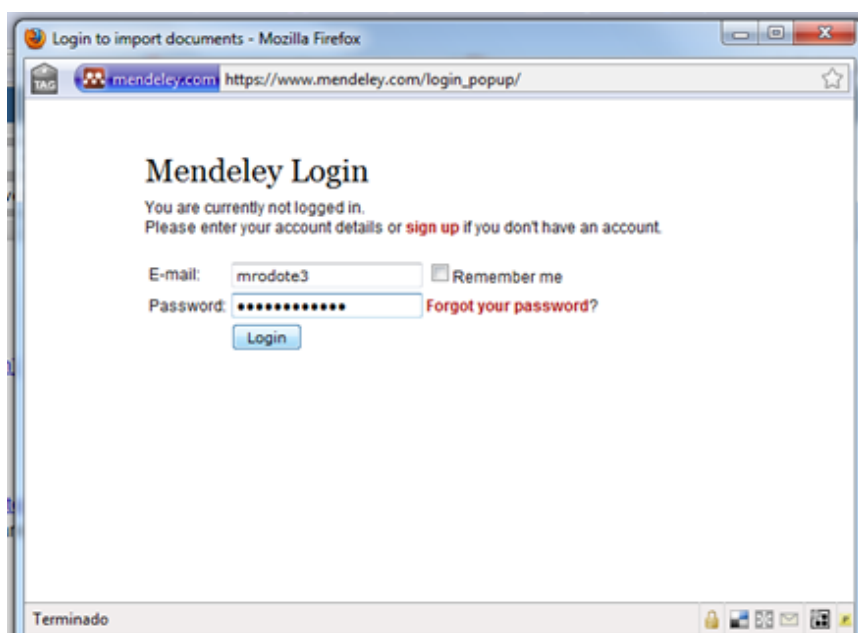 Login to import documents - Mozilla Firefox
TAG mendeley.com https://www.mendeley.com/login_popup/
Mendeley Login
You are currently not logged in.
Please enter your account details or sign up if you don't have an account.
E-mail: mrodote3 Remember me
Password: •••••••••••• Forgot your password?
Login
Terminado